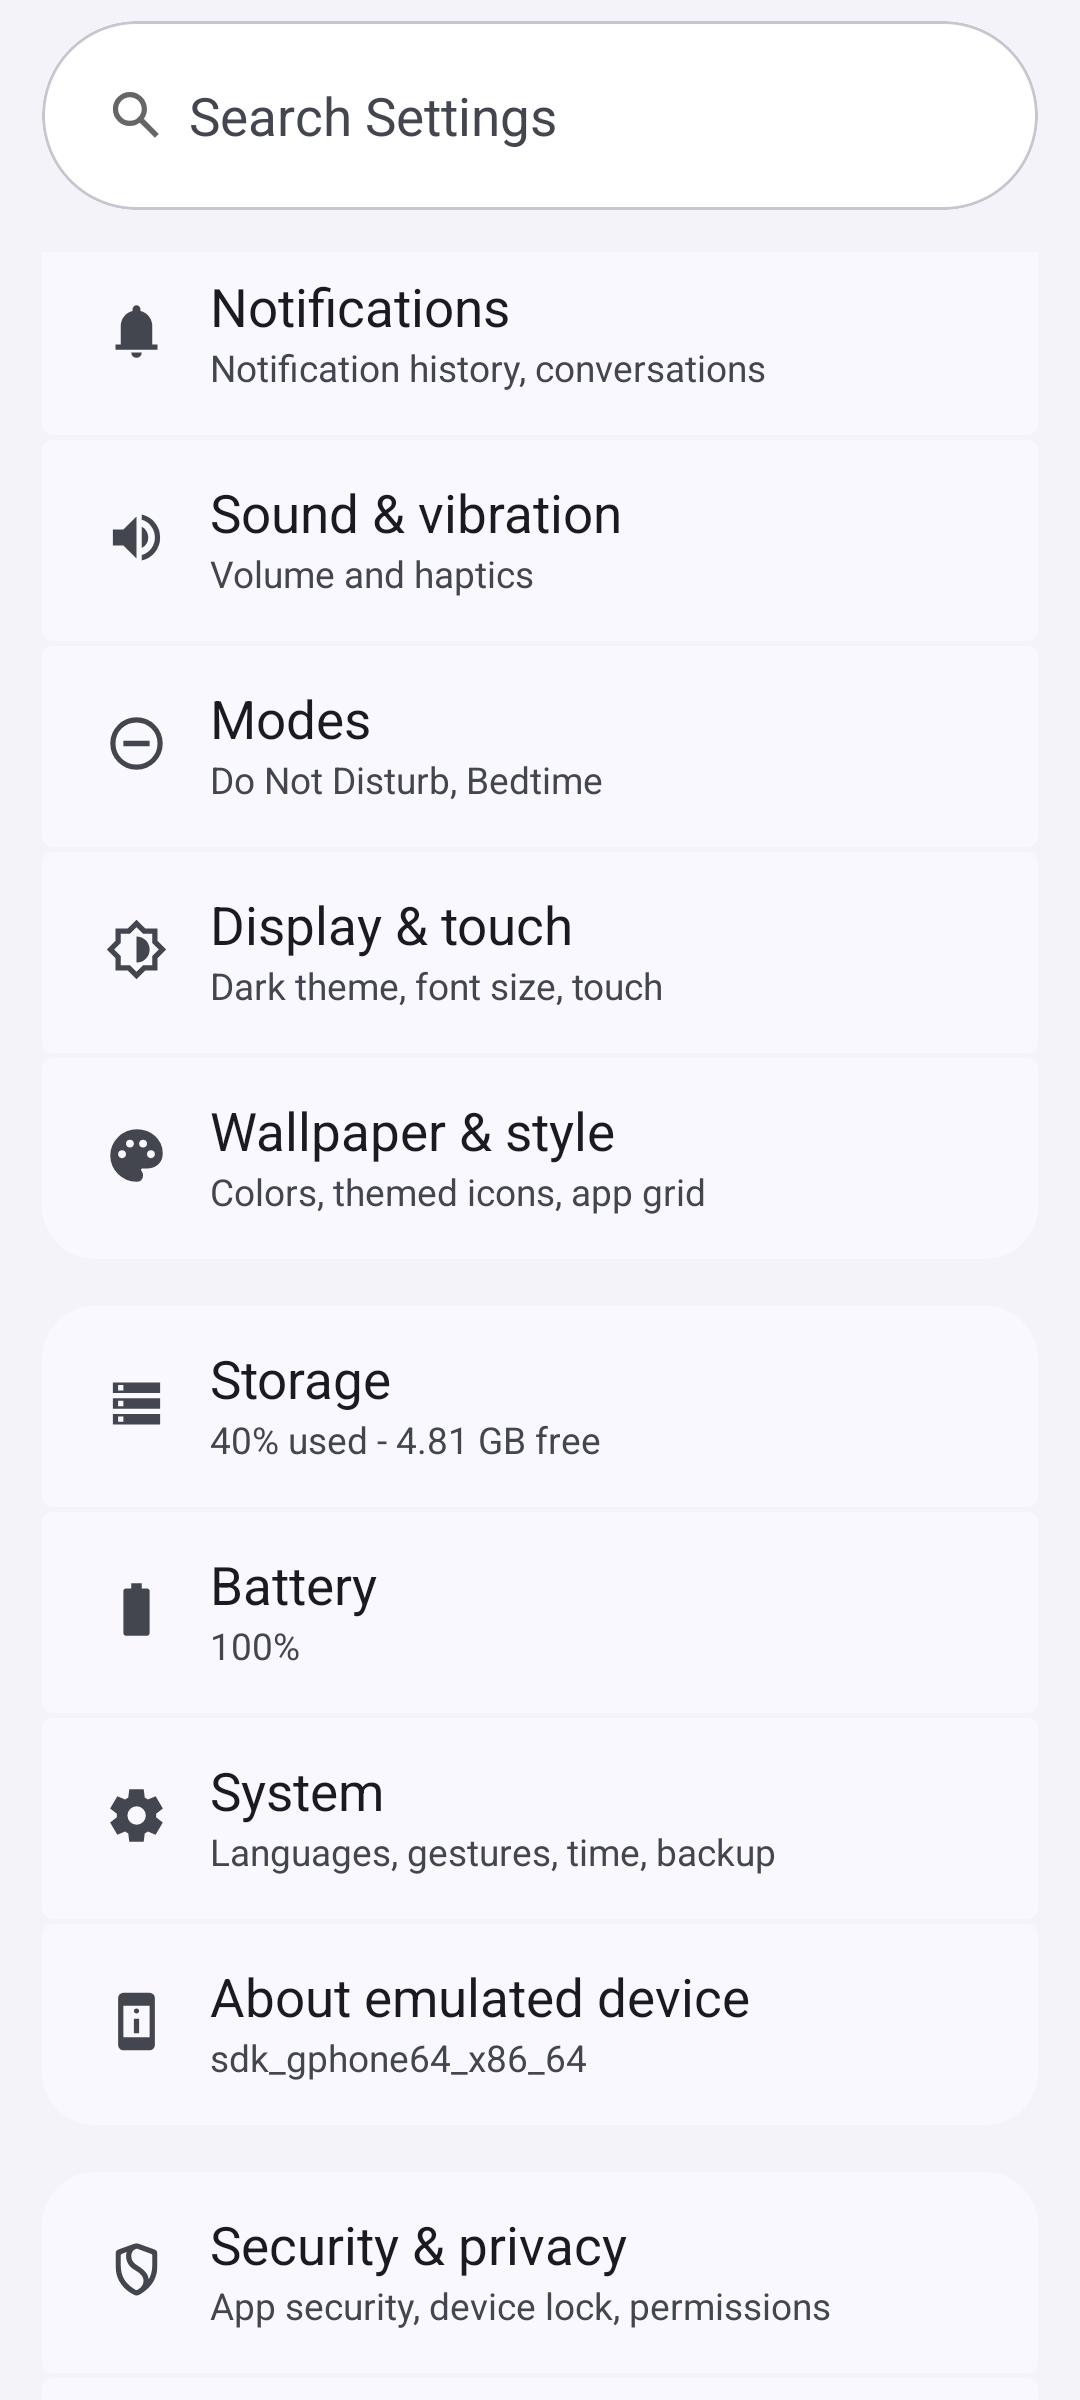 Search Settings
Notifications
Notification history, conversations
Sound & vibration
Volume and haptics
Modes
Do Not Disturb, Bedtime
Display & touch
Dark theme, font size, touch
Wallpaper & style
Colors, themed icons, app grid
Storage
40% used - 4.81 GB free
Battery
100%
System
Languages, gestures, time, backup
About emulated device
sdk_gphone64_x86_64
Security & privacy
App security, device lock, permissions